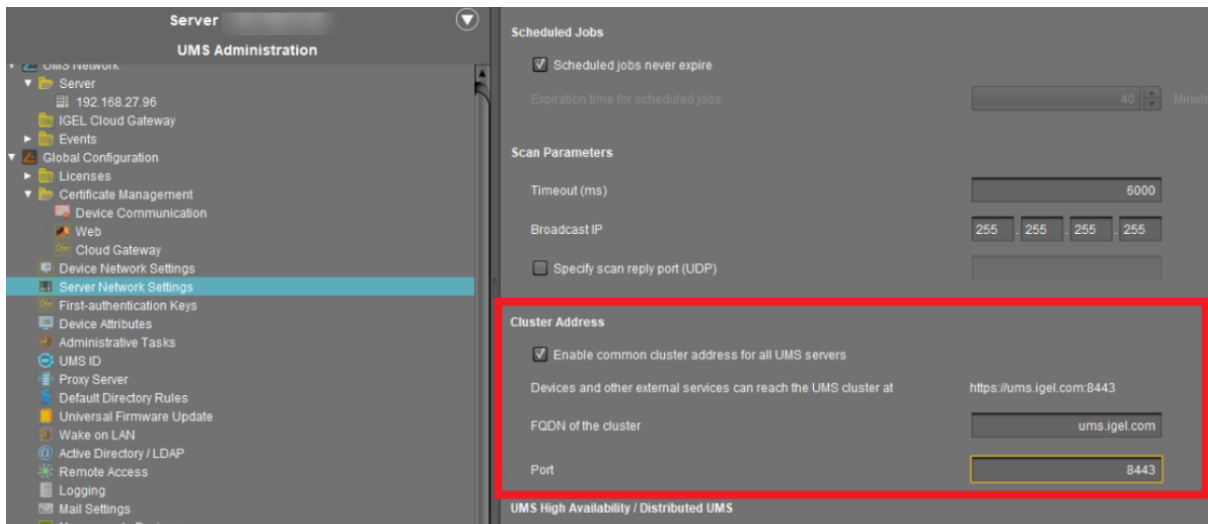 Server
UMS Administration
UMS Network
Server
192.168.27.96
IGEL Cloud Gateway
Events
Global Configuration
Licenses
Certificate Management
Device Communication
Web
Cloud Gateway
Device Network Settings
Server Network Settings
First-authentication Keys
Device Attributes
Administrative Tasks
UMS ID
Proxy Server
Default Directory Rules
Universal Firmware Update
Wake on LAN
Active Directory / LDAP
Remote Access
Logging
Mail Settings
Scheduled Jobs
Scheduled jobs never expire
Expiration time for scheduled jobs 40 Minute
Scan Parameters
Timeout (ms) 6000
Broadcast IP 255 . 255 . 255 . 255
Specify scan reply port (UDP)
Cluster Address
Enable common cluster address for all UMS servers
Devices and other external services can reach the UMS cluster at https://ums.igel.com:8443
FQDN of the cluster ums.igel.com
Port 8443
UMS High Availability / Distributed UMS